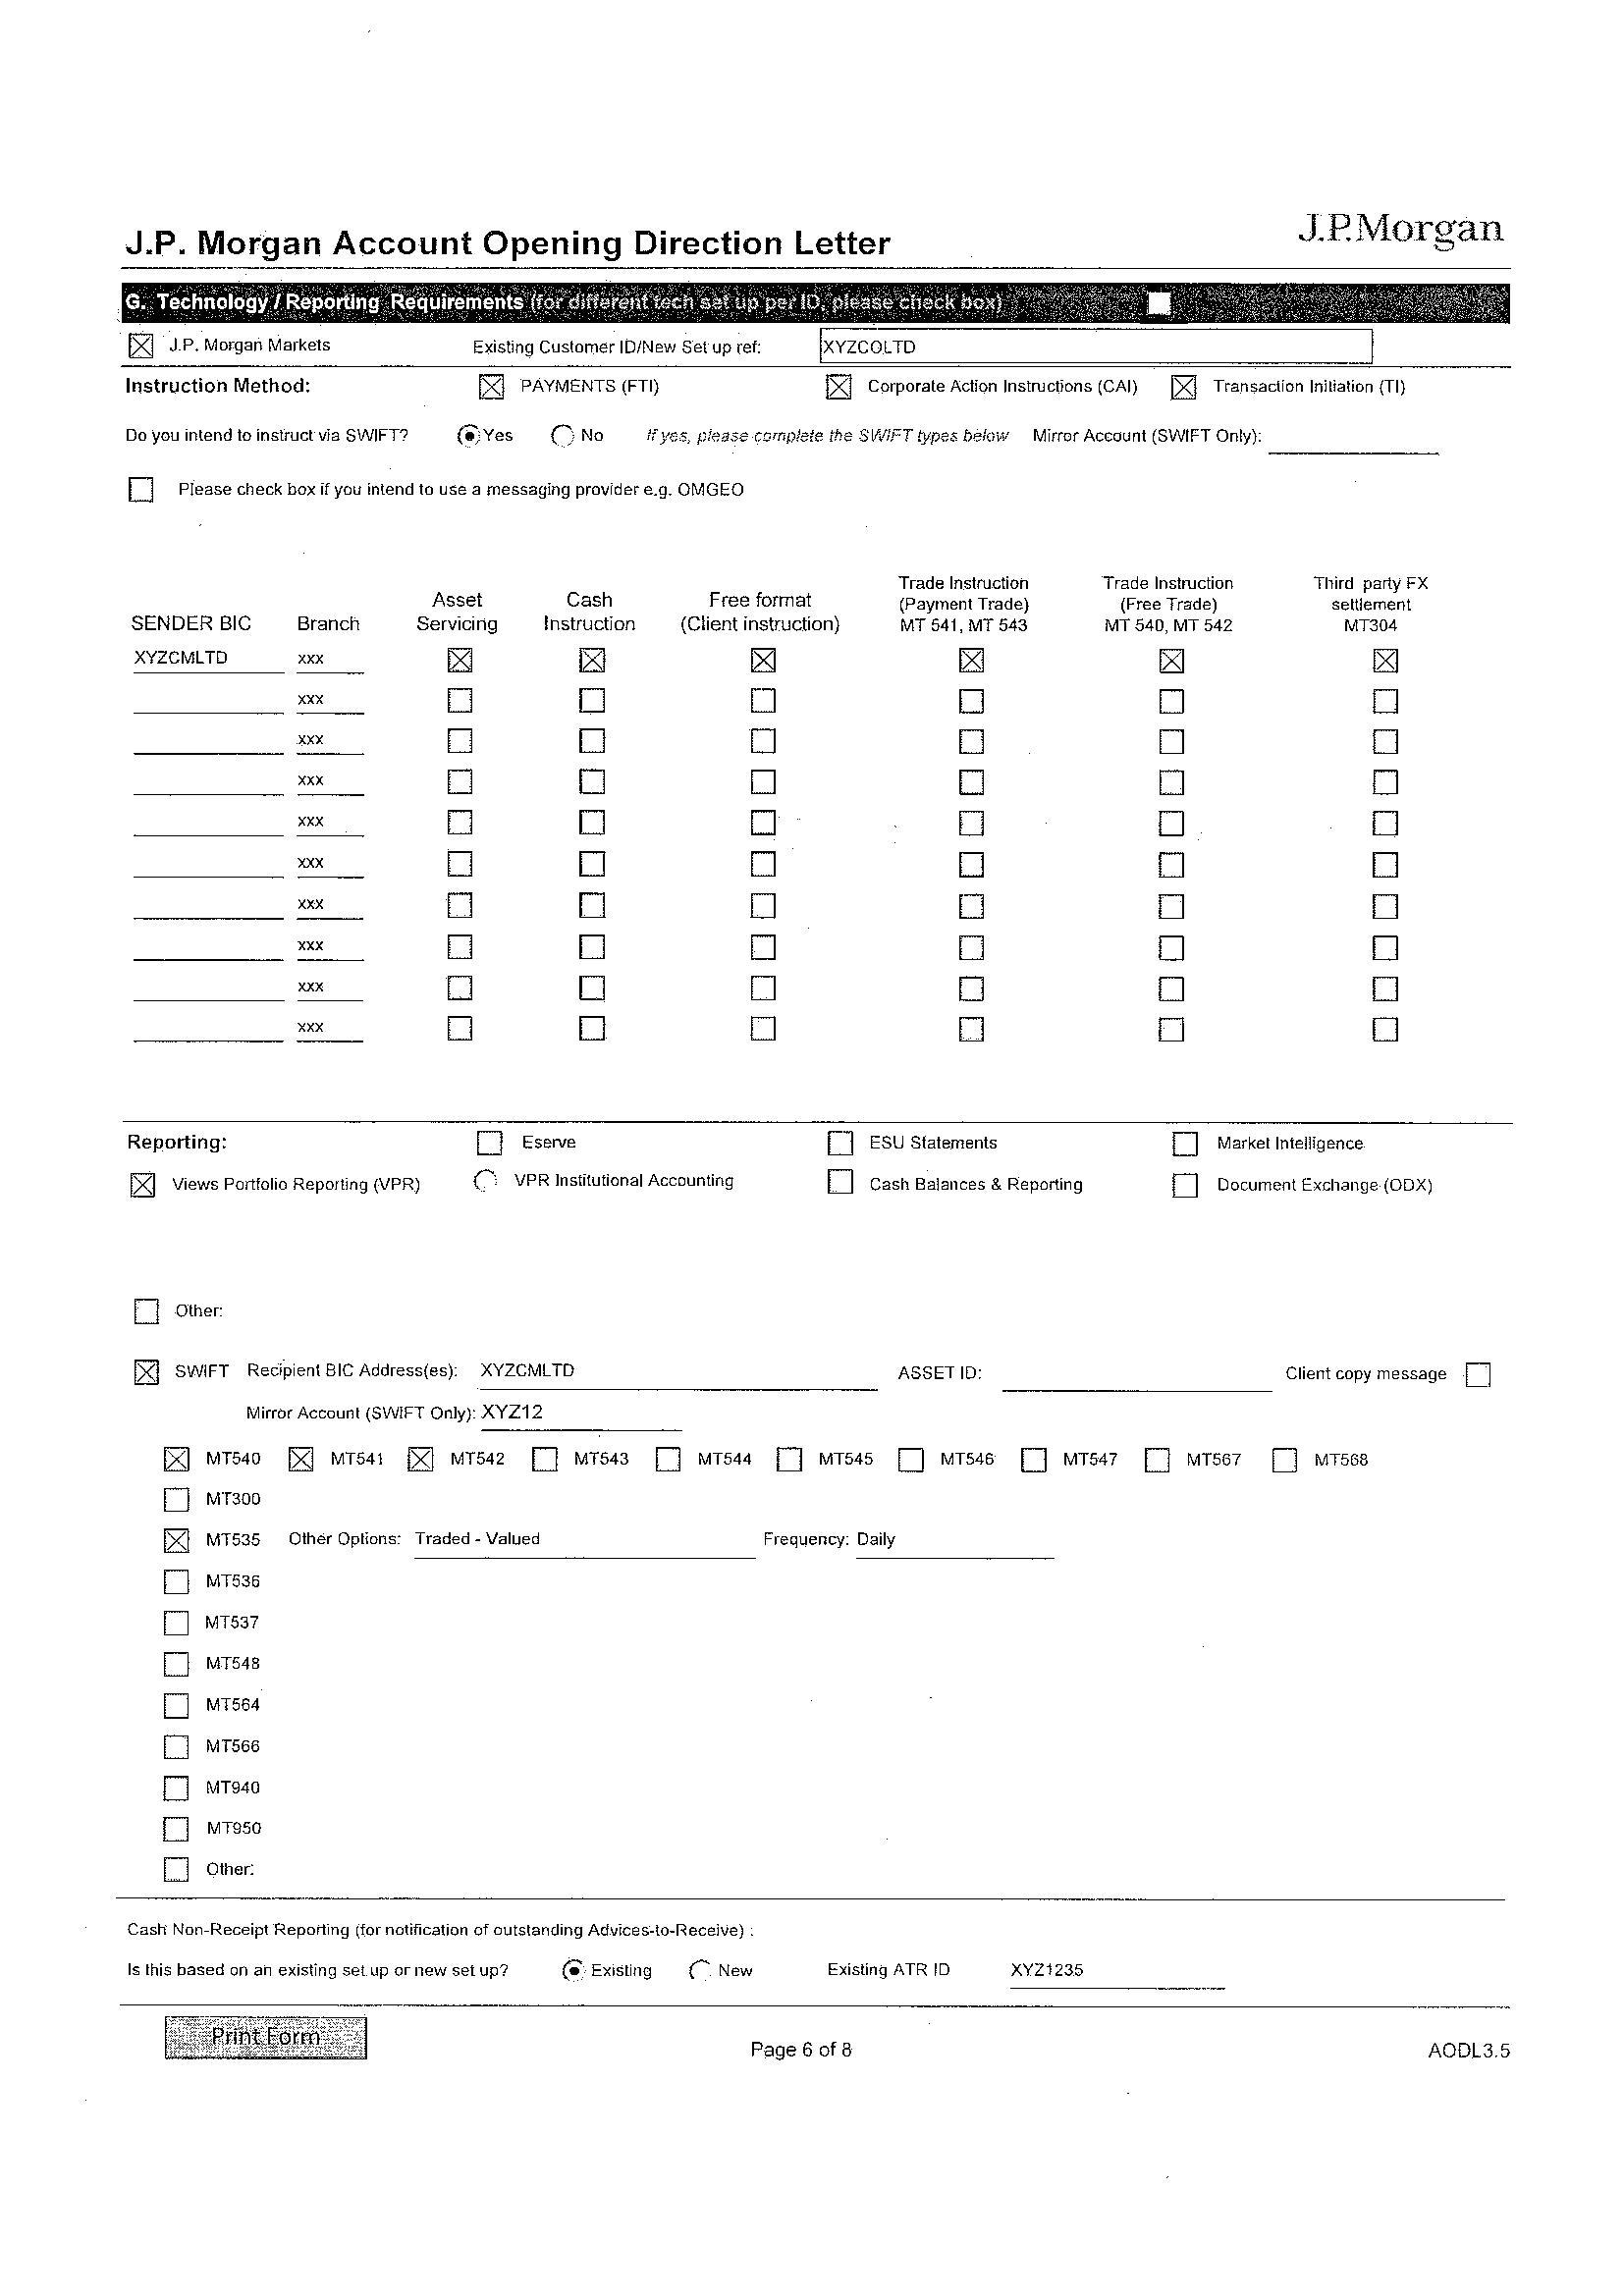 J.P.Morgan
J.P. Morgan Account Opening Direction Letter
G. Technology / Reporting Requirements (for different tech set up per ID, please check box)
J.P. Morgan Markets Existing Customer ID/New Set up ref: XYZCOLTD
Instruction Method: PAYMENTS (FTI) Corporate Action Instructions (CAI) Transaction Initiation (TI)
Do you intend to instruct via SWIFT? Yes No If yes, please complete the SWIFT types below Mirror Account (SWIFT Only):
Please check box if you intend to use a messaging provider e.g. OMGEO
Trade Instruction Trade Instruction Third party FX
Asset Cash Free format (Payment Trade) (Free Trade) settlement
SENDER BIC Branch Servicing Instruction (Client instruction) MT 541, MT 543 MT 540, MT 542 MT304
XYZCMLTD xxx
xxx
xxx
xxx
xxx
xxx
xxx
xxx
xxx
xxx
Reporting: Eserve ESU Statements Market Intelligence
Views Portfolio Reporting (VPR) VPR Institutional Accounting Cash Balances & Reporting Document Exchange (ODX)
Other:
SWIFT Recipient BIC Address(es): XYZCMLTD ASSET ID: Client copy message
Mirror Account (SWIFT Only): XYZ12
MT540 MT541 MT542 MT543 MT544 MT545 MT546 MT547 MT567 MT568
MT300
MT535 Other Options: Traded - Valued Frequency: Daily
MT536
MT537
MT548
MT564
MT566
MT940
MT950
Other:
Cash Non-Receipt Reporting (for notification of outstanding Advices-to-Receive) :
Is this based on an existing set up or new set up? Existing New Existing ATR ID XYZ1235
Print Form
Page 6 of 8 AODL3.5